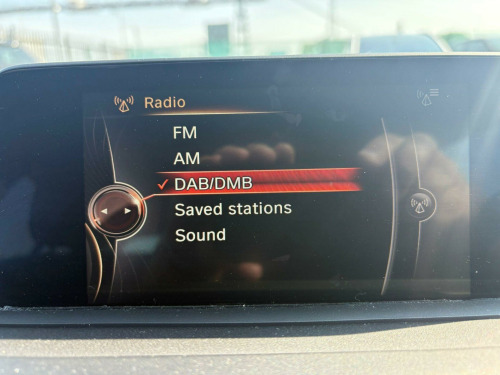 Radio
FM
AM
DAB/DMB
Saved stations
Sound